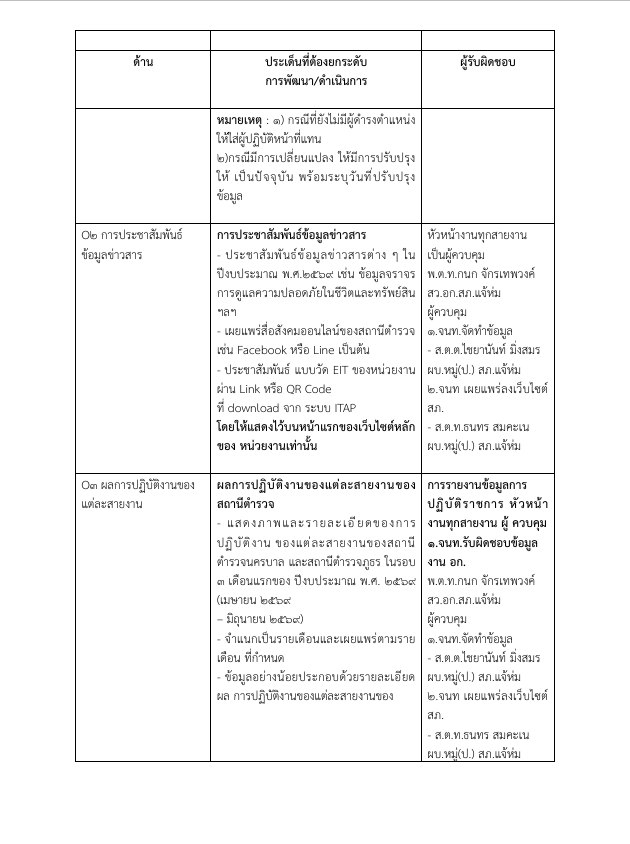 ด้าน
ประเด็นที่ต้องยกระดับ
การพัฒนา/ดำเนินการ
ผู้รับผิดชอบ
หมายเหตุ : ๑) กรณีที่ยังไม่มีผู้ดำรงตำแหน่ง
ให้ใส่ผู้ปฏิบัติหน้าที่แทน
๒)กรณีมีการเปลี่ยนแปลง ให้มีการปรับปรุง
ให้ เป็นปัจจุบัน พร้อมระบุวันที่ปรับปรุง
ข้อมูล
O๒ การประชาสัมพันธ์
ข้อมูลข่าวสาร
การประชาสัมพันธ์ข้อมูลข่าวสาร
- ประชาสัมพันธ์ข้อมูลข่าวสารต่าง ๆ ใน
ปีงบประมาณ พ.ศ.๒๕๖๙ เช่น ข้อมูลจราจร
การดูแลความปลอดภัยในชีวิตและทรัพย์สิน
ฯลฯ
- เผยแพร่สื่อสังคมออนไลน์ของสถานีตำรวจ
เช่น Facebook หรือ Line เป็นต้น
- ประชาสัมพันธ์ แบบวัด EIT ของหน่วยงาน
ผ่าน Link หรือ QR Code
ที่ download จาก ระบบ ITAP
โดยให้แสดงไว้บนหน้าแรกของเว็บไซต์หลัก
ของ หน่วยงานเท่านั้น
หัวหน้างานทุกสายงาน
เป็นผู้ควบคุม
พ.ต.ท.กนก จักรเทพวงค์
สว.อก.สภ.แจ้ห่ม
ผู้ควบคุม
๑.จนท.จัดทำข้อมูล
- ส.ต.ต.ไชยานันท์ มิ่งสมร
ผบ.หมู่(ป.) สภ.แจ้ห่ม
๒.จนท เผยแพร่ลงเว็บไซต์
สภ.
- ส.ต.ท.ธนทร สมคะเน
ผบ.หมู่(ป.) สภ.แจ้ห่ม
O๓ ผลการปฏิบัติงานของ
แต่ละสายงาน
ผลการปฏิบัติงานของแต่ละสายงานของ
สถานีตำรวจ
- แสดงภาพและรายละเอียดของการ
ปฏิบัติงาน ของแต่ละสายงานของสถานี
ตำรวจนครบาล และสถานีตำรวจภูธร ในรอบ
๓ เดือนแรกของ ปีงบประมาณ พ.ศ. ๒๕๖๙
(เมษายน ๒๕๖๙
– มิถุนายน ๒๕๖๙)
- จำแนกเป็นรายเดือนและเผยแพร่ตามราย
เดือน ที่กำหนด
- ข้อมูลอย่างน้อยประกอบด้วยรายละเอียด
ผล การปฏิบัติงานของแต่ละสายงานของ
การรายงานข้อมูลการ
ปฏิบัติราชการ หัวหน้า
งานทุกสายงาน ผู้ ควบคุม
๑.จนท.รับผิดชอบข้อมูล
งาน อก.
พ.ต.ท.กนก จักรเทพวงค์
สว.อก.สภ.แจ้ห่ม
ผู้ควบคุม
๑.จนท.จัดทำข้อมูล
- ส.ต.ต.ไชยานันท์ มิ่งสมร
ผบ.หมู่(ป.) สภ.แจ้ห่ม
๒.จนท เผยแพร่ลงเว็บไซต์
สภ.
- ส.ต.ท.ธนทร สมคะเน
ผบ.หมู่(ป.) สภ.แจ้ห่ม